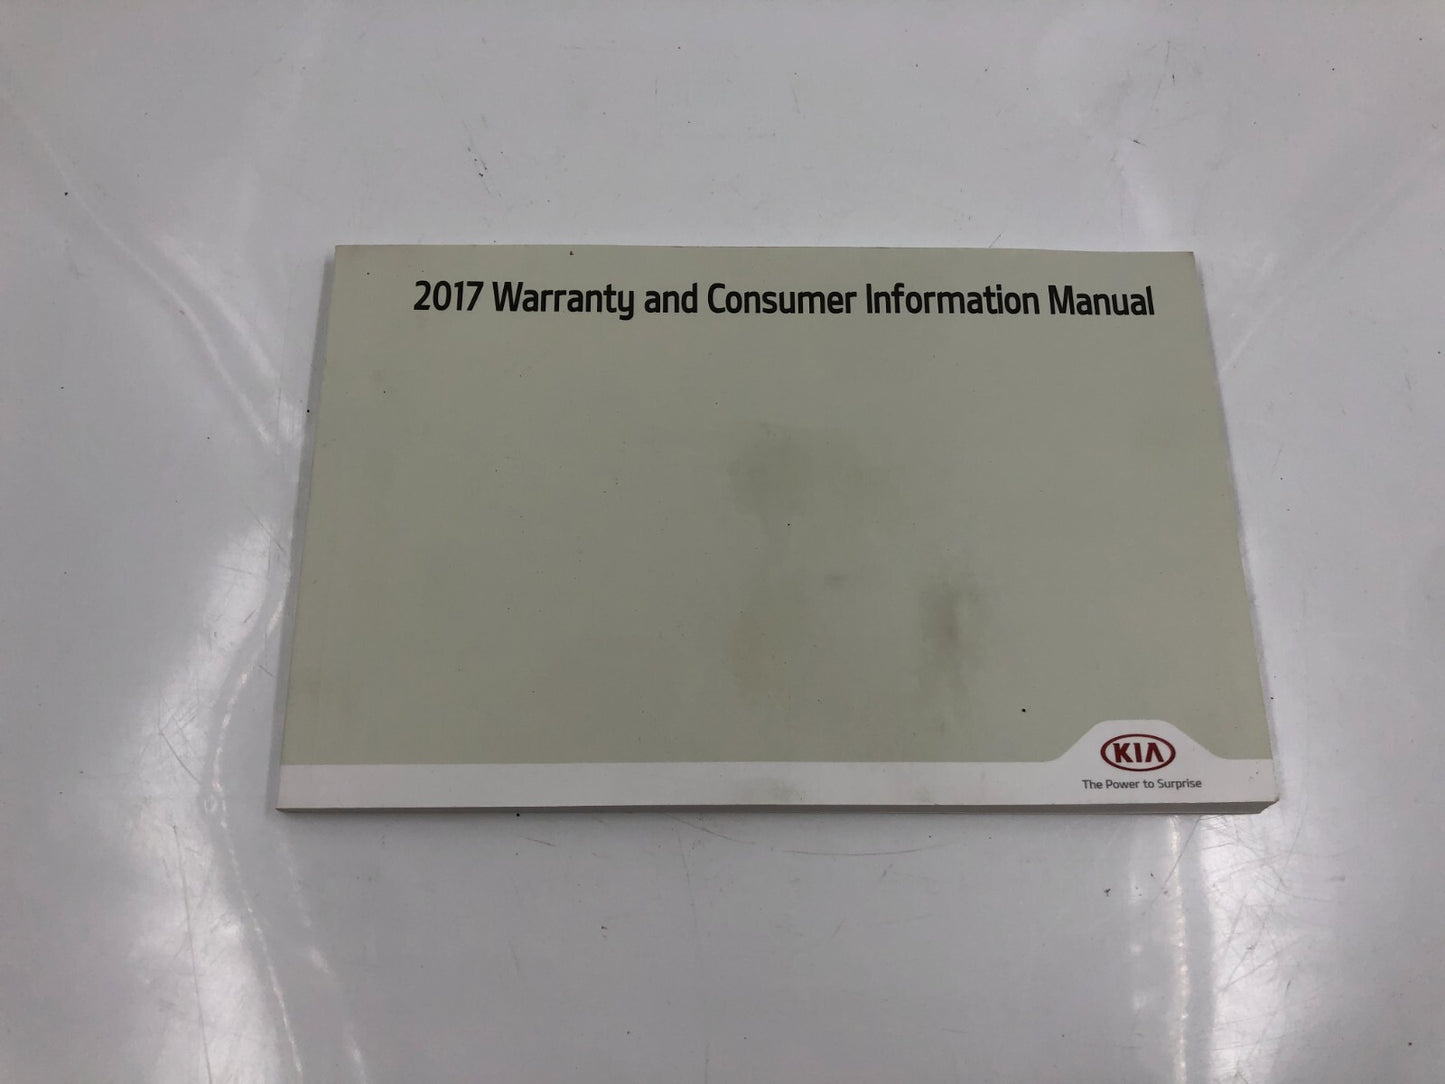 2017 Warranty and Consumer Information Manual
KIA
The Power to Surprise